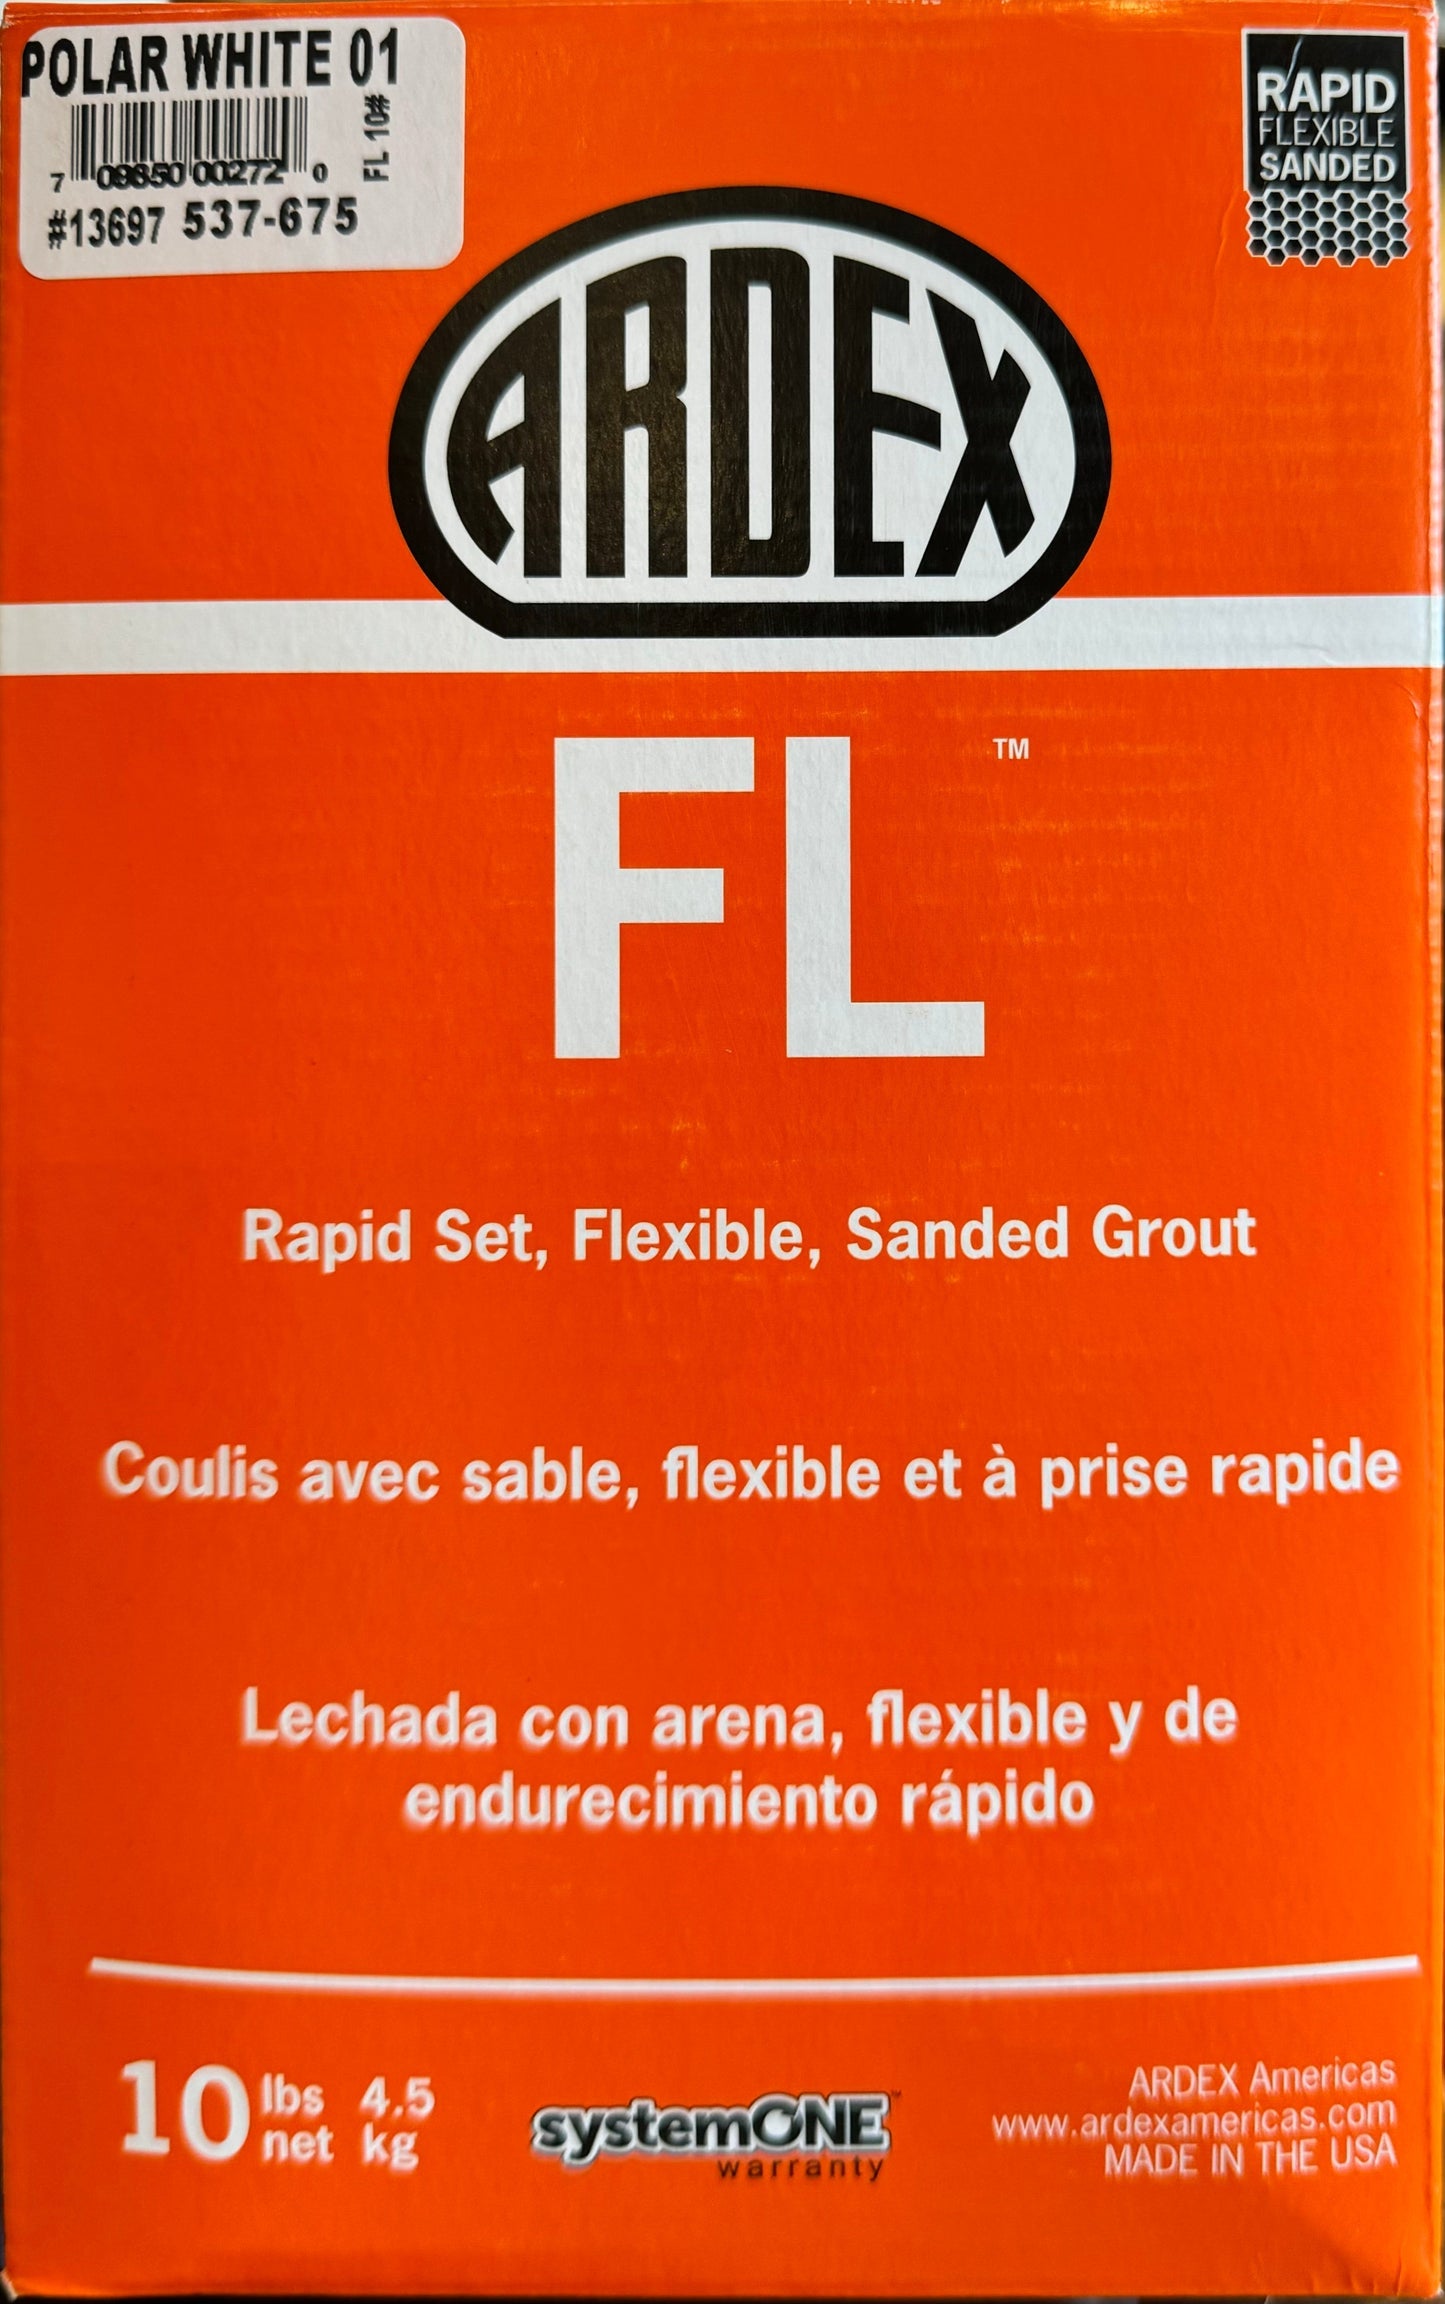 POLAR WHITE 01
FL 10#
7 09850 00272 0
#13697 537-675
RAPID
FLEXIBLE
SANDED
ARDEX
FL™
Rapid Set, Flexible, Sanded Grout
Coulis avec sable, flexible et à prise rapide
Lechada con arena, flexible y de
endurecimiento rápido
10 lbs 4.5
net kg
systemONE™
warranty
ARDEX Americas
www.ardexamericas.com
MADE IN THE USA